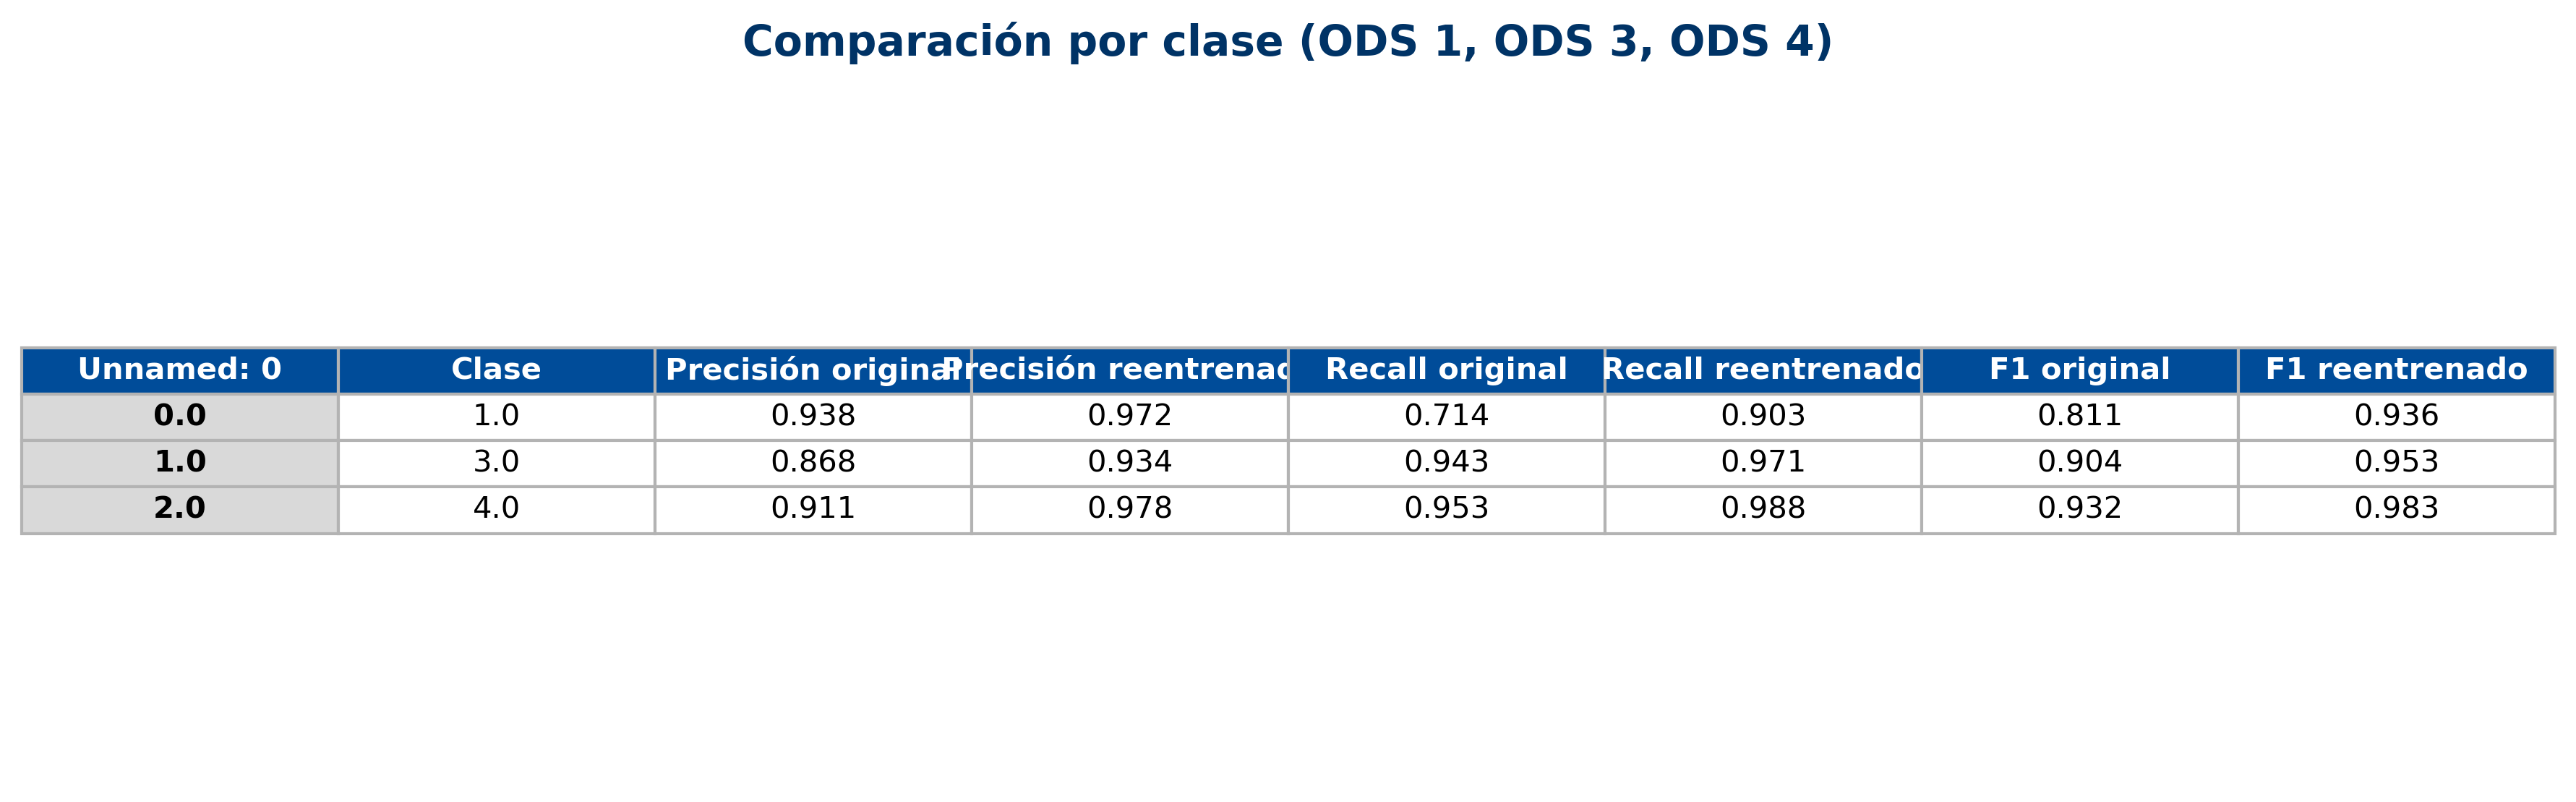 Comparación por clase (ODS 1, ODS 3, ODS 4)
Unnamed: 0 Clase Precisión original Precisión reentrenado Recall original Recall reentrenado F1 original F1 reentrenado
0.0 1.0 0.938 0.972 0.714 0.903 0.811 0.936
1.0 3.0 0.868 0.934 0.943 0.971 0.904 0.953
2.0 4.0 0.911 0.978 0.953 0.988 0.932 0.983